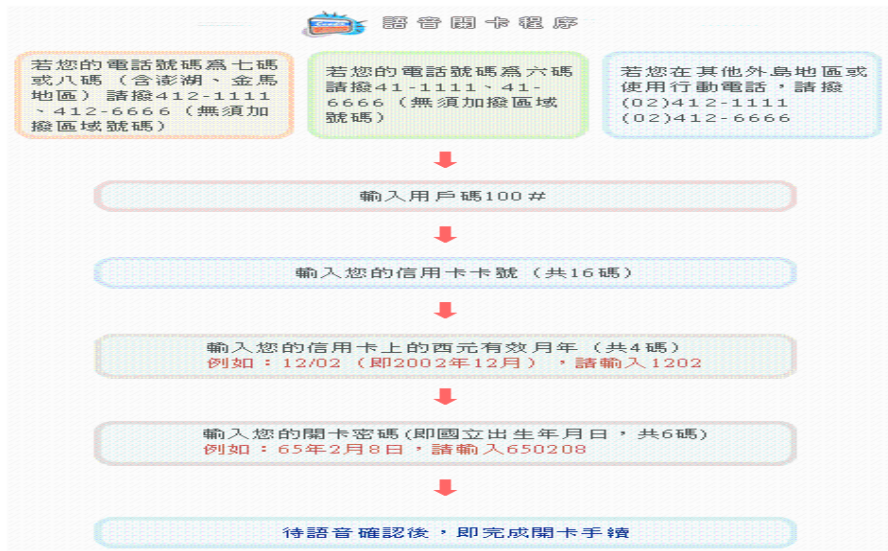 語音開卡程序
若您的電話號碼為七碼
或八碼（含澎湖、金馬
地區）請撥412-1111
、412-6666（無須加
撥區域號碼）
若您的電話號碼為六碼
請撥41-1111、41-
6666（無須加撥區域
號碼）
若您在其他外島地區或
使用行動電話，請撥
(02)412-1111
(02)412-6666
輸入用戶碼100#
輸入您的信用卡卡號（共16碼）
輸入您的信用卡上的西元有效月年（共4碼）
例如：12/02（即2002年12月），請輸入1202
輸入您的開卡密碼(即國立出生年月日，共6碼)
例如：65年2月8日，請輸入650208
待語音確認後，即完成開卡手續